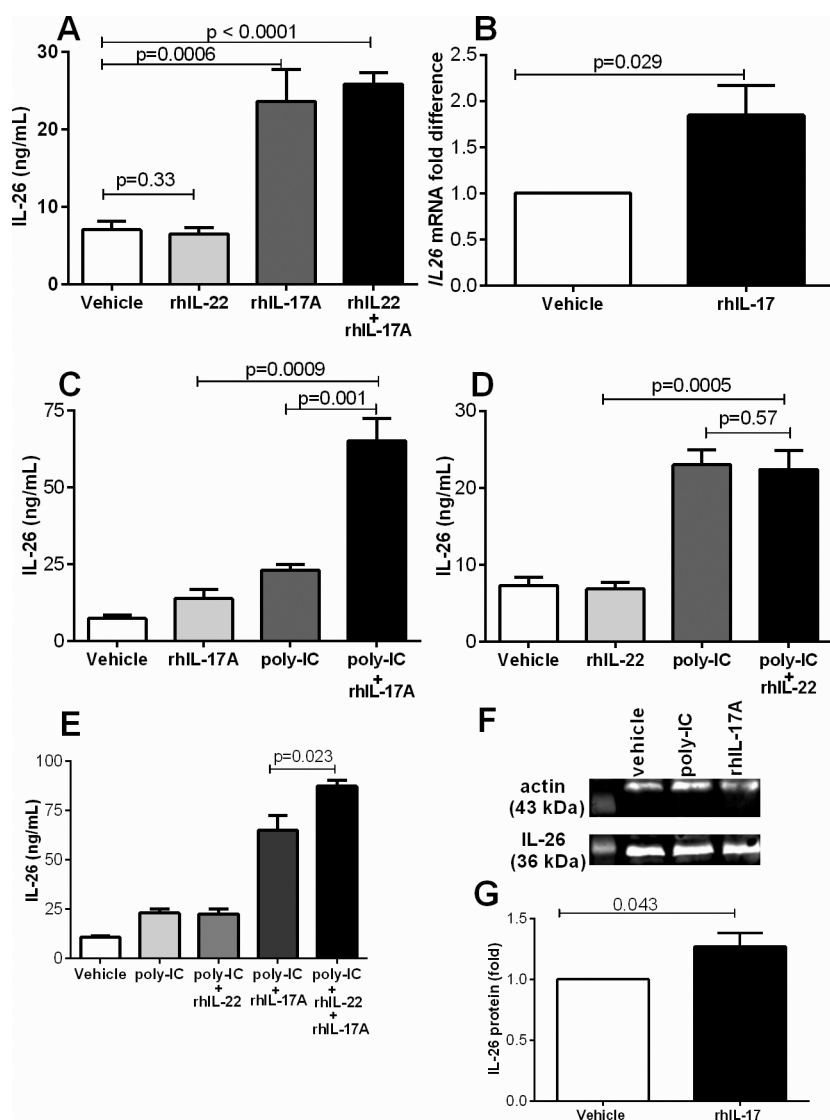 A
p < 0.0001
p=0.0006
p=0.33
IL-26 (ng/mL)
30
20
10
0
Vehicle
rhIL-22
rhIL-17A
rhIL22
+
rhIL-17A
B
p=0.029
IL26 mRNA fold difference
2.5
2.0
1.5
1.0
0.5
0.0
Vehicle
rhIL-17
C
p=0.0009
p=0.001
IL-26 (ng/mL)
75
50
25
0
Vehicle
rhIL-17A
poly-IC
poly-IC
+
rhIL-17A
D
p=0.0005
p=0.57
IL-26 (ng/mL)
30
20
10
0
Vehicle
rhIL-22
poly-IC
poly-IC
+
rhIL-22
E
p=0.023
IL-26 (ng/mL)
100
75
50
25
0
Vehicle
poly-IC
poly-IC
+
rhIL-22
poly-IC
+
rhIL-17A
poly-IC
+
rhIL-22
+
rhIL-17A
F
vehicle
poly-IC
rhIL-17A
actin
(43 kDa)
IL-26
(36 kDa)
G
0.043
IL-26 protein (fold)
1.5
1.0
0.5
0.0
Vehicle
rhIL-17